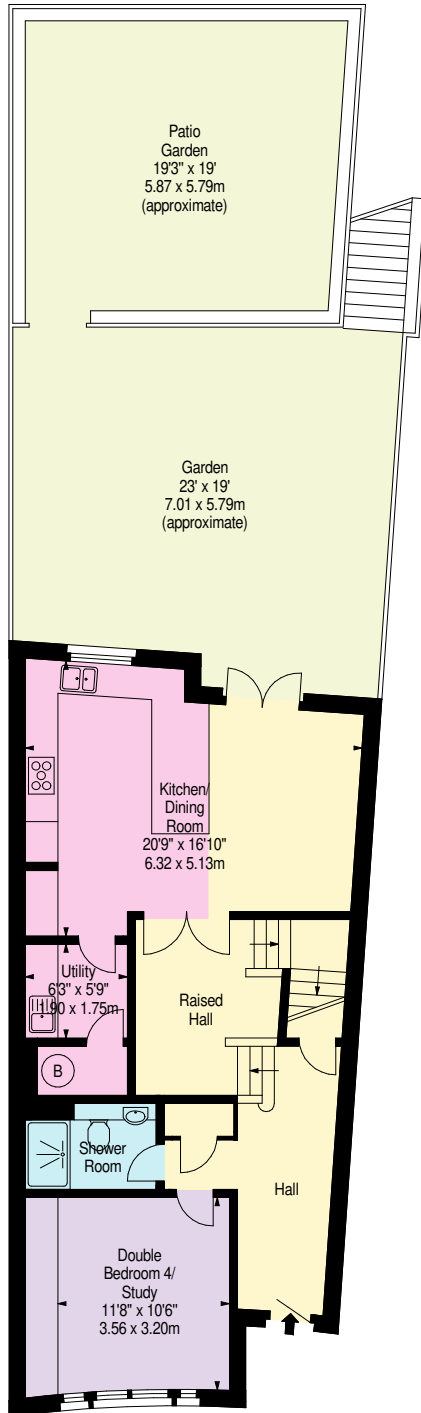 Patio
Garden
19'3" x 19'
5.87 x 5.79m
(approximate)
Garden
23' x 19'
7.01 x 5.79m
(approximate)
Kitchen/
Dining
Room
20'9" x 16'10"
6.32 x 5.13m
Utility
6'3" x 5'9"
1.90 x 1.75m
Raised
Hall
B
Shower
Room
Hall
Double
Bedroom 4/
Study
11'8" x 10'6"
3.56 x 3.20m